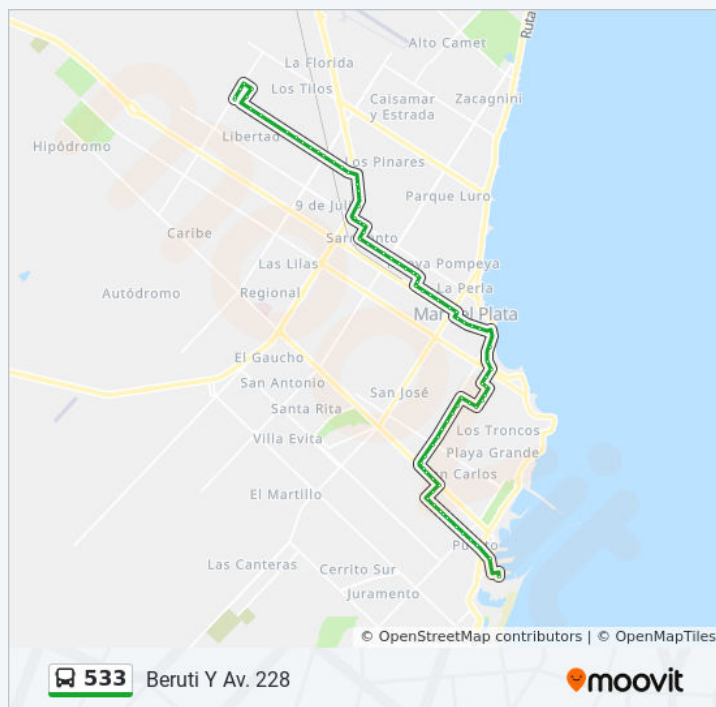 Ruta
Alto Camet
La Florida
Los Tilos
Caisamar
y Estrada
Zacagnini
Libertad
Hipódromo
Los Pinares
Parque Luro
9 de Juli
Caribe
Sarmiento
Las Lilas
Nueva Pompeya
Autódromo
Regional
La Perla
Mar del Plata
El Gaucho
San Antonio
San José
Santa Rita
Los Troncos
Villa Evita
Playa Grande
San Carlos
El Martillo
Puerto
Las Canteras
Cerrito Sur
Juramento
© OpenStreetMap contributors | © OpenMapTiles
533 Beruti Y Av. 228
moovit